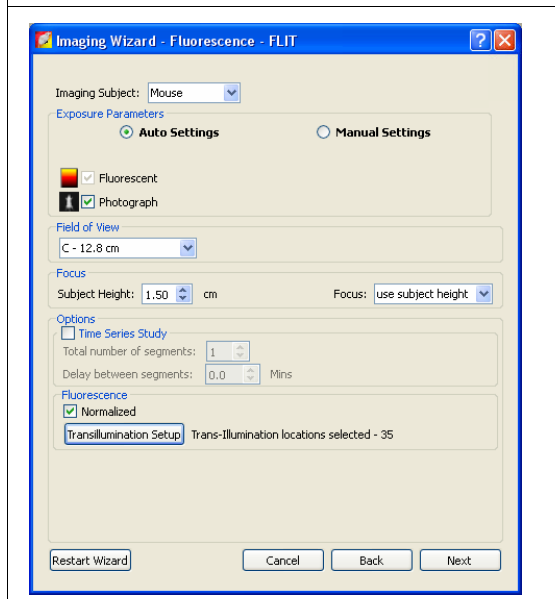 Imaging Wizard - Fluorescence - FLIT
Imaging Subject: Mouse
Exposure Parameters
Auto Settings Manual Settings
Fluorescent
Photograph
Field of View
C - 12.8 cm
Focus
Subject Height: 1.50 cm Focus: use subject height
Options
Time Series Study
Total number of segments: 1
Delay between segments: 0.0 Mins
Fluorescence
Normalized
Transillumination Setup Trans-Illumination locations selected - 35
Restart Wizard Cancel Back Next